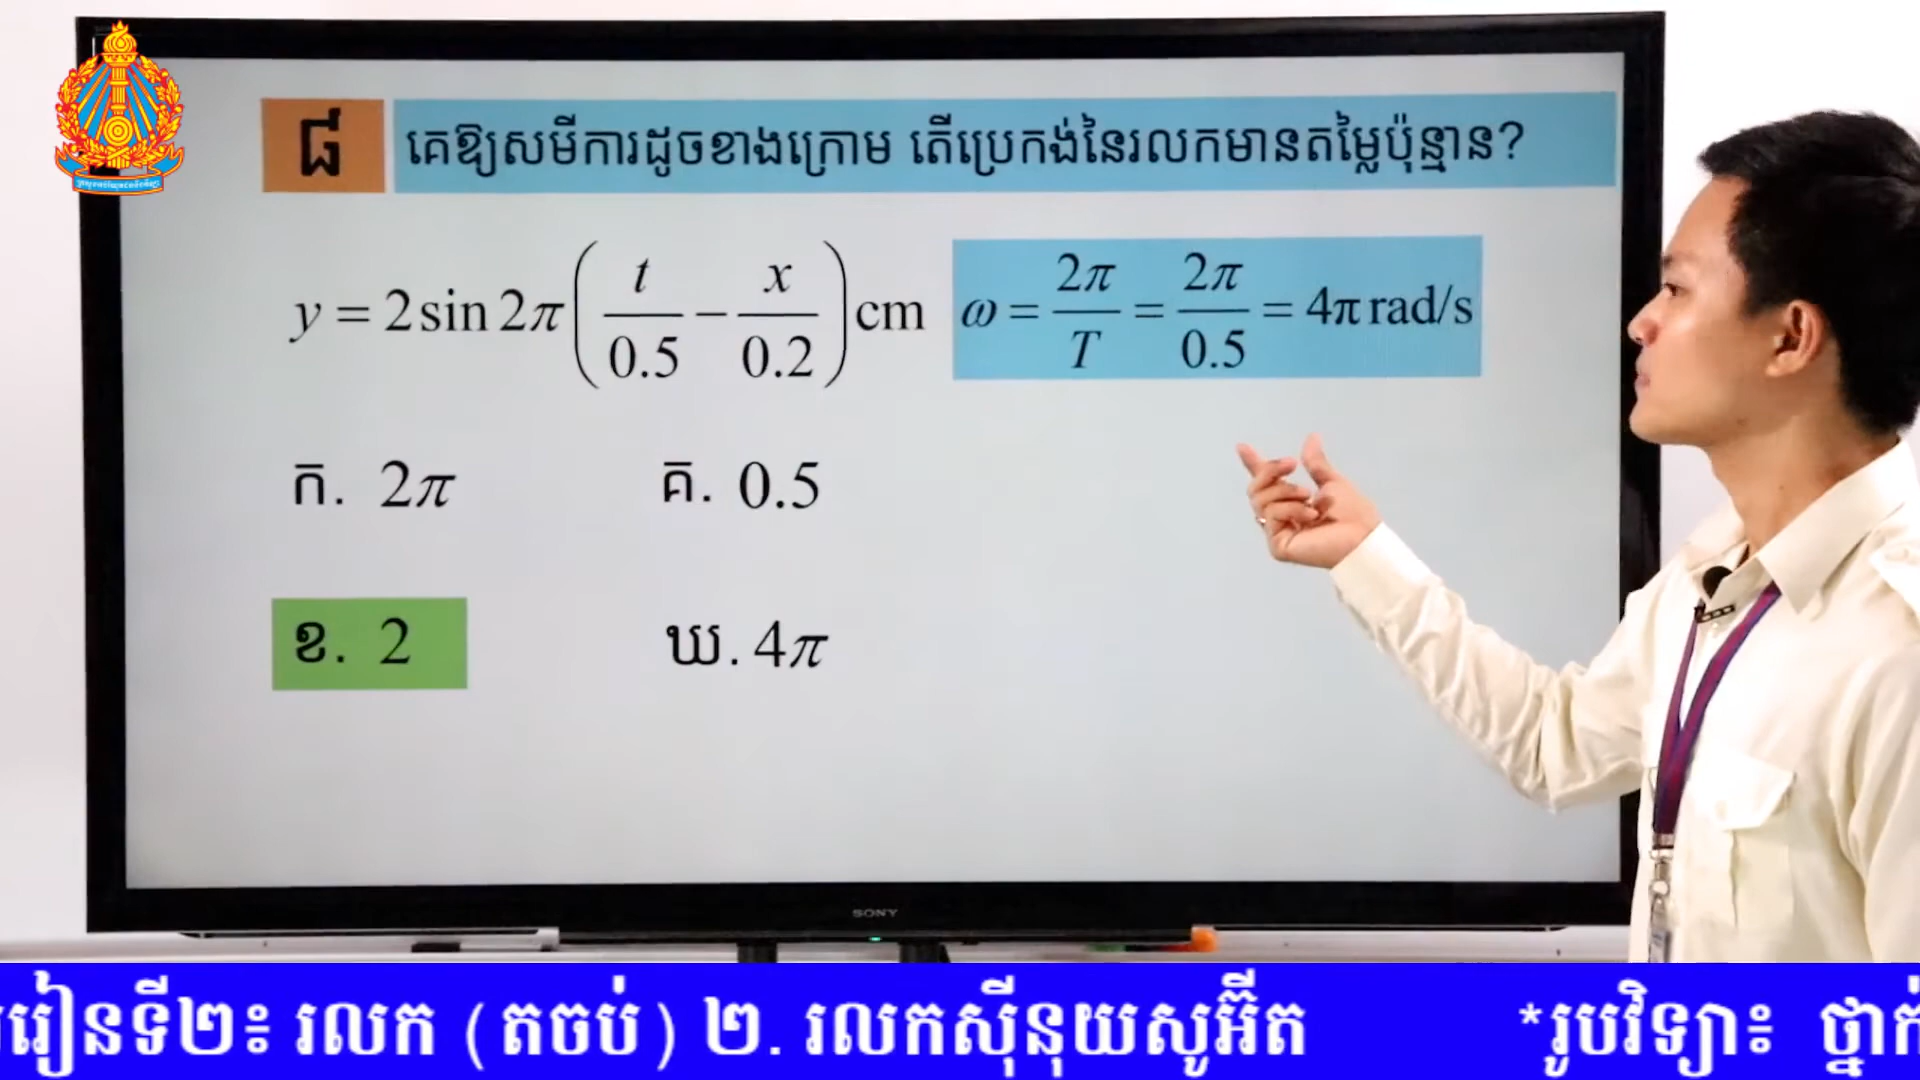 ៨ គេឱ្យសមីការដូចខាងក្រោម តើប្រេកង់នៃរលកមានតម្លៃប៉ុន្មាន?
y = 2 sin 2π (t/0.5 − x/0.2) cm ω = 2π/T = 2π/0.5 = 4π rad/s
ក. 2π គ. 0.5
ខ. 2 ឃ. 4π
SONY
រៀនទី២៖ រលក (តចប់) ២. រលកស៊ីនុយសូអ៊ីត *រូបវិទ្យា៖ ថ្នាក់